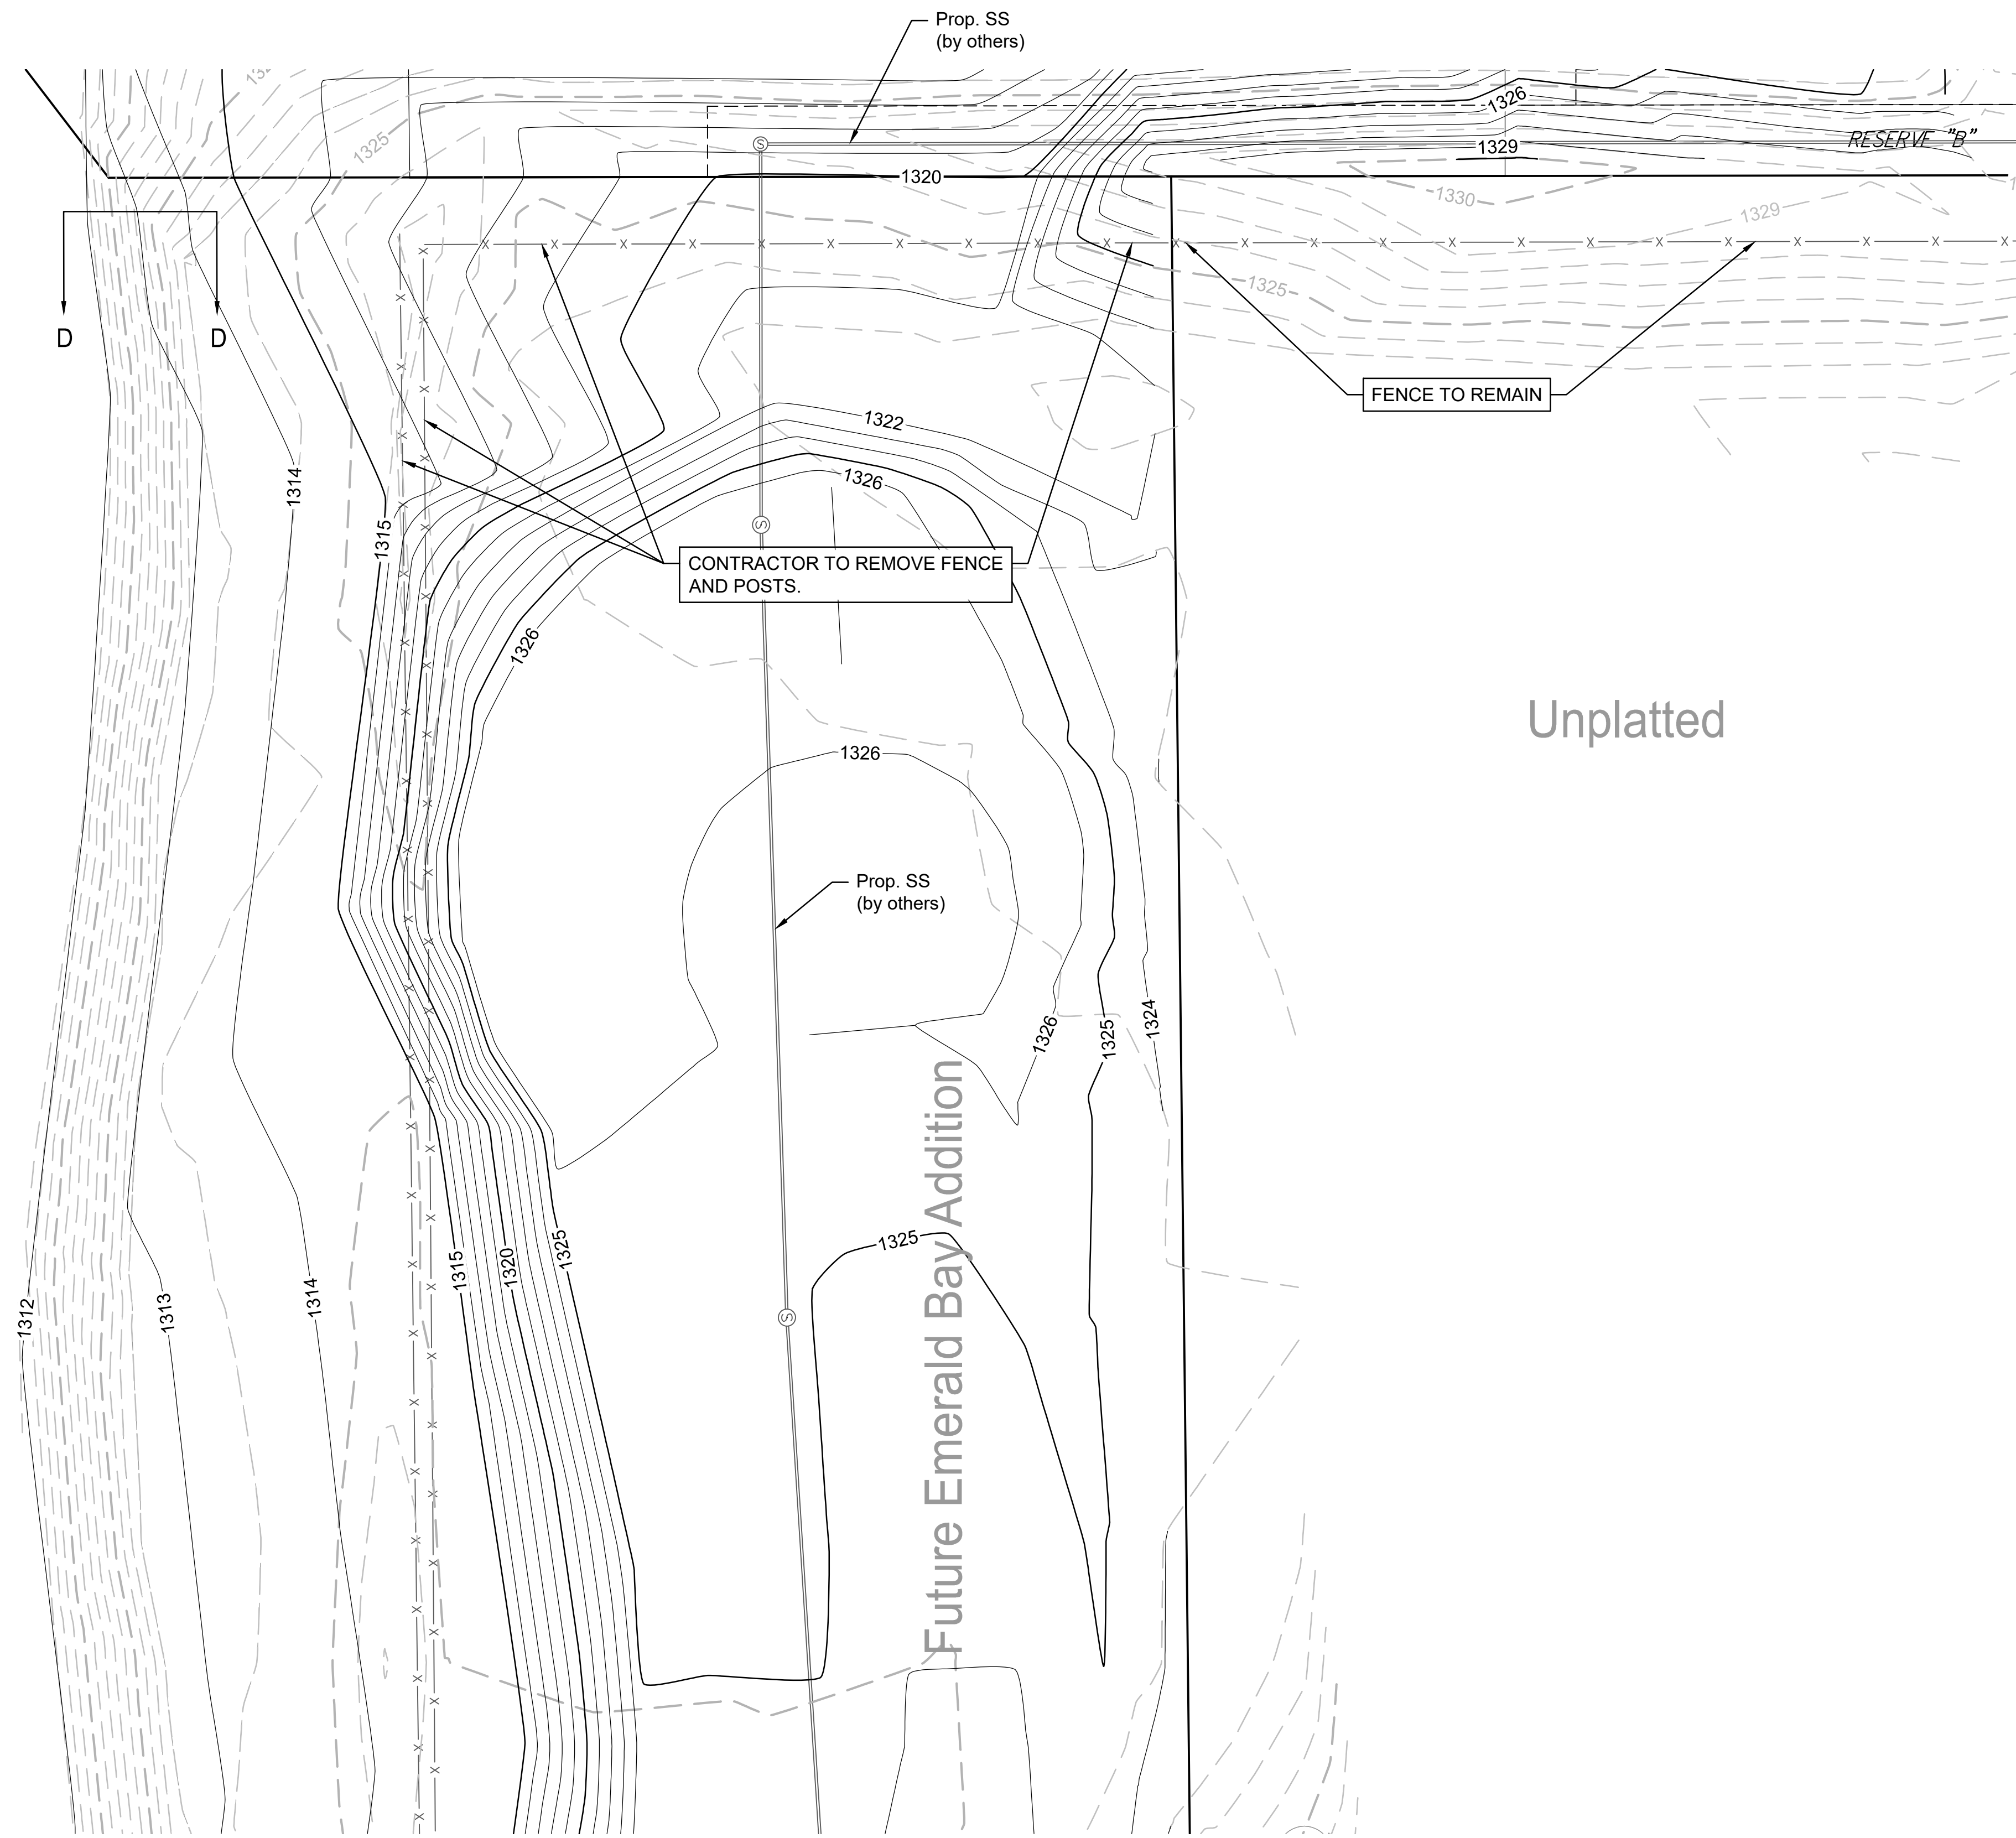 Prop. SS
(by others)
1326
1325
RESERVE "B"
1329
1320
1330
1329
1325
D
D
FENCE TO REMAIN
1322
1314
1326
1315
CONTRACTOR TO REMOVE FENCE
AND POSTS.
1326
Unplatted
1326
Prop. SS
(by others)
1324
1326
1325
Future Emerald Bay Addition
1325
1325
1320
1315
1314
1313
1312